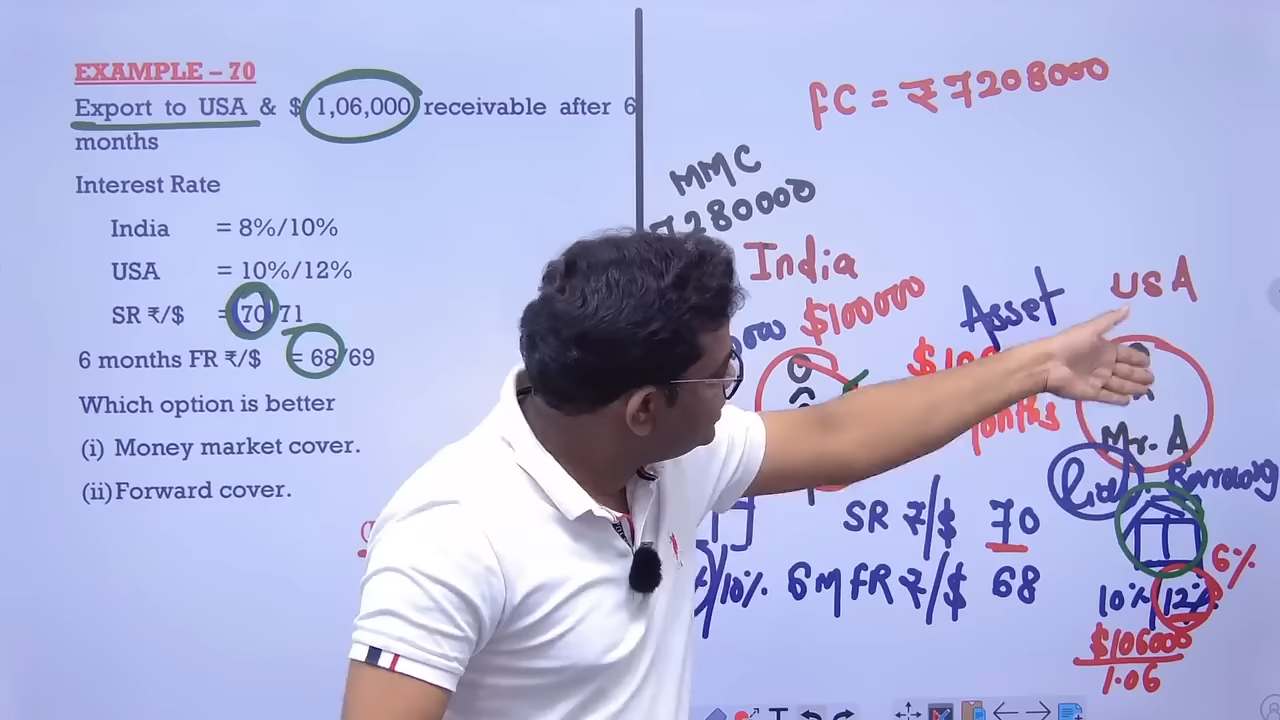 EXAMPLE – 70
Export to USA & $ 1,06,000 receivable after 6
months
Interest Rate
India = 8%/10%
USA = 10%/12%
SR ₹/$ = 70/71
6 months FR ₹/$ = 68/69
Which option is better
(i) Money market cover.
(ii) Forward cover.
FC = ₹7208000
MMC
₹7280000
India
$100000
Asset
USA
Mr. A
Borrowing
SR ₹/$ 70
/10% 6M FR ₹/$ 68
6%
10%/12%
$106000
1.06